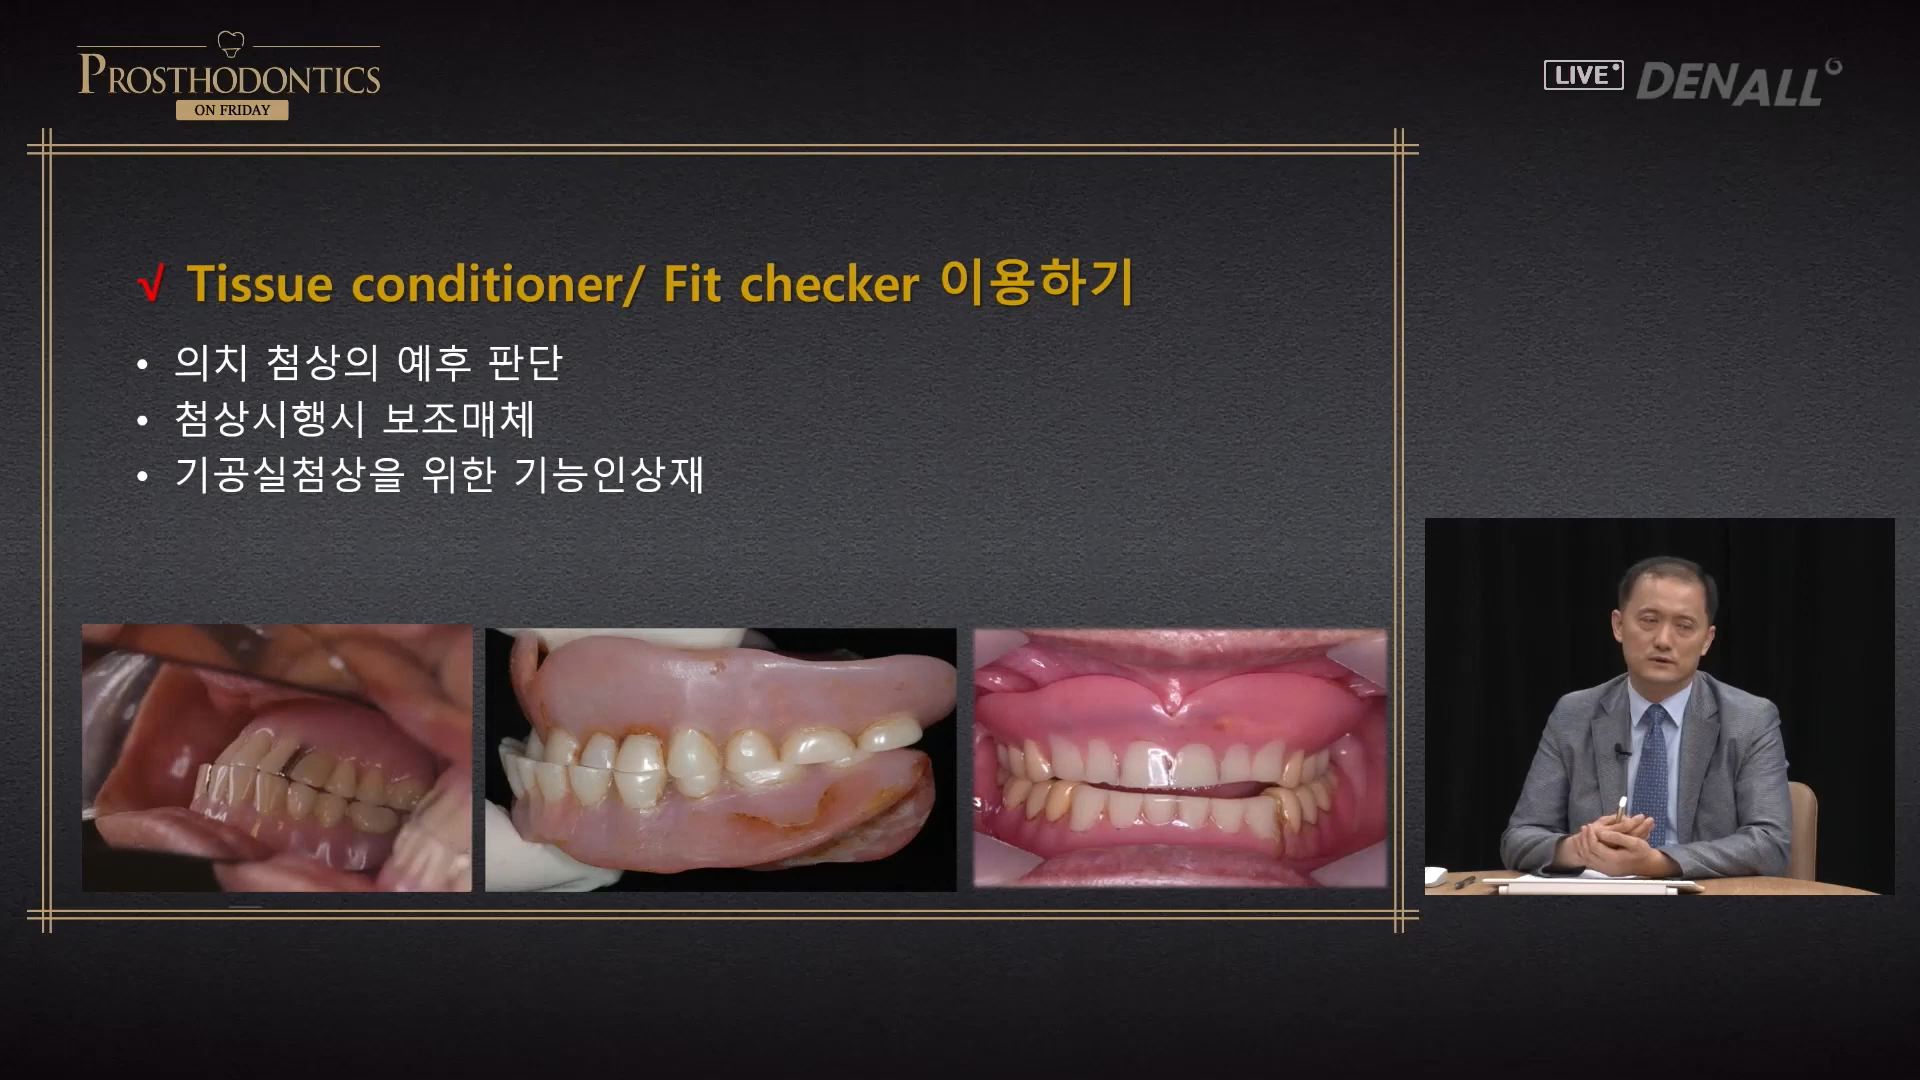 PROSTHODONTICS
ON FRIDAY
LIVE
DENALL
√ Tissue conditioner/ Fit checker 이용하기
• 의치 첨상의 예후 판단
• 첨상시행시 보조매체
• 기공실첨상을 위한 기능인상재